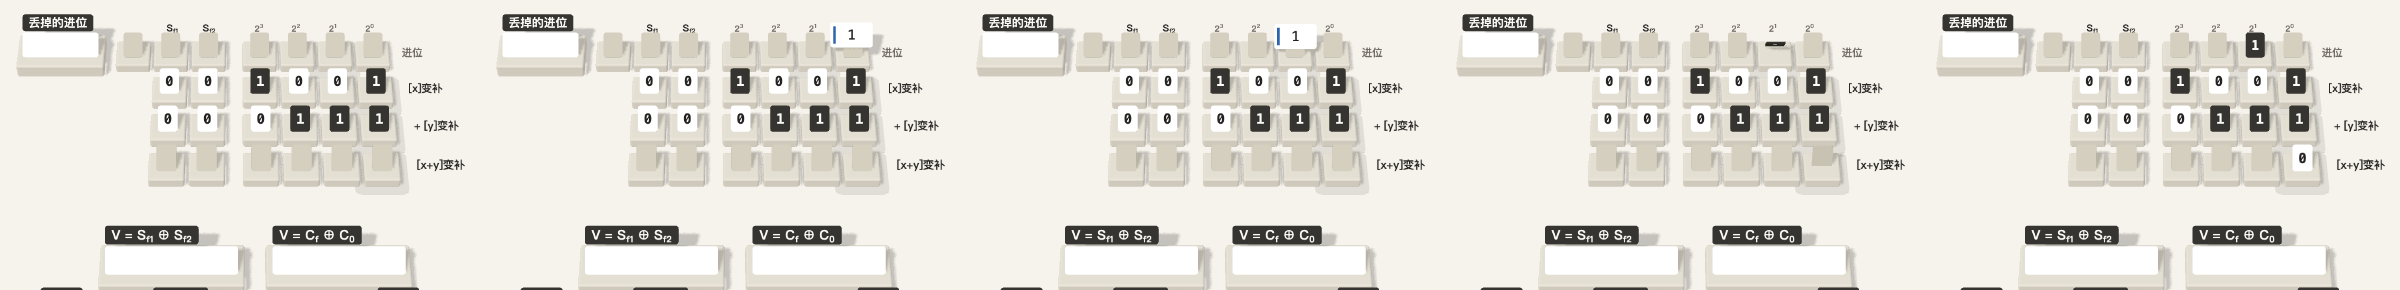 丢掉的进位 Sf1 Sf2 2³ 2² 2¹ 2⁰ 进位
0 0 1 0 0 1 [x]变补
0 0 0 1 1 1 + [y]变补
[x+y]变补
V = Sf1 ⊕ Sf2 V = Cf ⊕ C0
丢掉的进位 Sf1 Sf2 2³ 2² 2¹ 1 进位
0 0 1 0 0 1 [x]变补
0 0 0 1 1 1 + [y]变补
[x+y]变补
V = Sf1 ⊕ Sf2 V = Cf ⊕ C0
丢掉的进位 Sf1 Sf2 2³ 2² 1 2⁰ 进位
0 0 1 0 0 1 [x]变补
0 0 0 1 1 1 + [y]变补
[x+y]变补
V = Sf1 ⊕ Sf2 V = Cf ⊕ C0
丢掉的进位 Sf1 Sf2 2³ 2² 2¹ 2⁰ 进位
0 0 1 0 0 1 [x]变补
0 0 0 1 1 1 + [y]变补
[x+y]变补
V = Sf1 ⊕ Sf2 V = Cf ⊕ C0
丢掉的进位 Sf1 Sf2 2³ 2² 2¹ 2⁰ 1 进位
0 0 1 0 0 1 [x]变补
0 0 0 1 1 1 + [y]变补
0 [x+y]变补
V = Sf1 ⊕ Sf2 V = Cf ⊕ C0